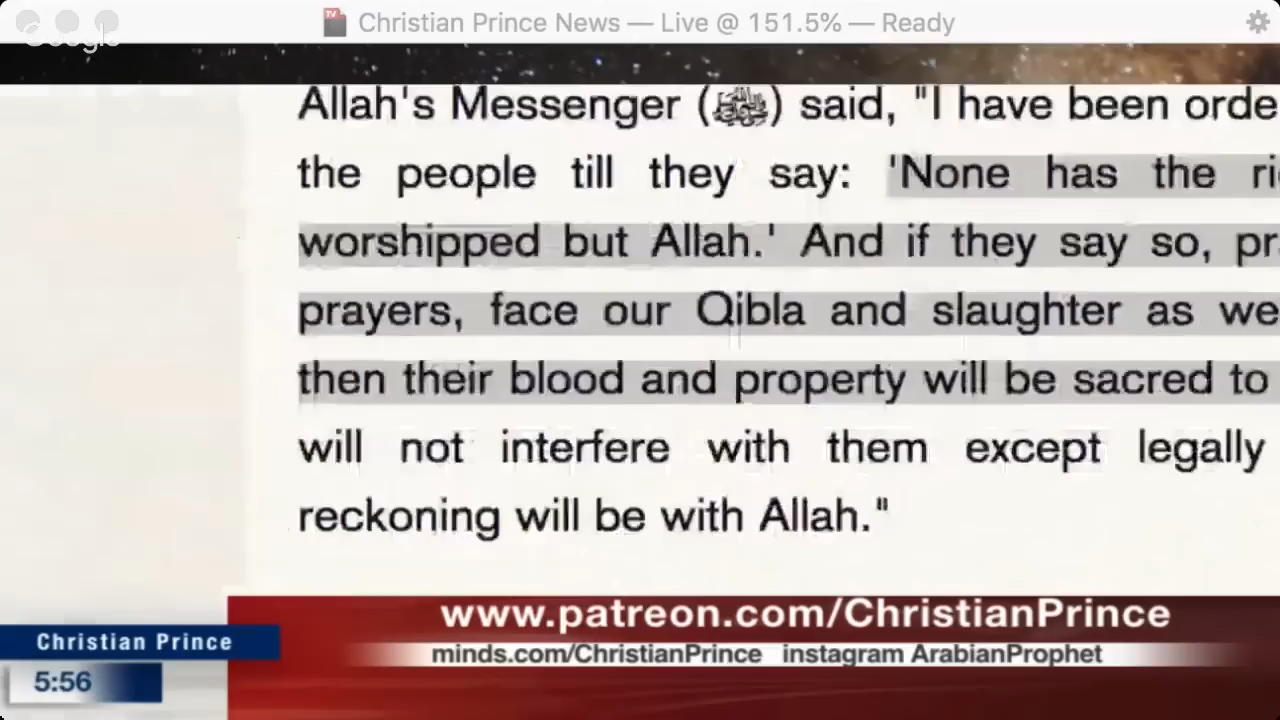 Christian Prince News — Live @ 151.5% — Ready
Google
Allah's Messenger (ﷺ) said, "I have been orde
the people till they say: 'None has the ri
worshipped but Allah.' And if they say so, pr
prayers, face our Qibla and slaughter as we
then their blood and property will be sacred to
will not interfere with them except legally
reckoning will be with Allah."
www.patreon.com/ChristianPrince
Christian Prince
minds.com/ChristianPrince instagram ArabianProphet
5:56